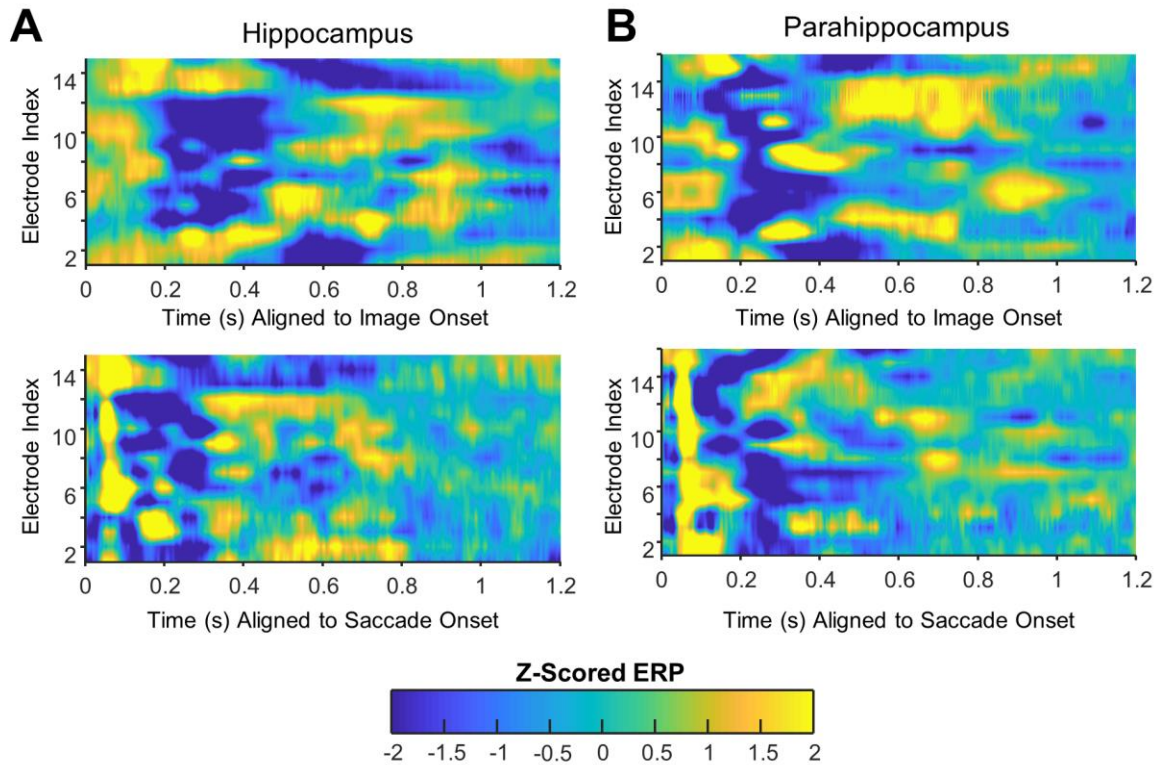 A
Hippocampus
Electrode Index
14
10
6
2
0 0.2 0.4 0.6 0.8 1 1.2
Time (s) Aligned to Image Onset
Electrode Index
14
10
6
2
0 0.2 0.4 0.6 0.8 1 1.2
Time (s) Aligned to Saccade Onset
B
Parahippocampus
Electrode Index
14
10
6
2
0 0.2 0.4 0.6 0.8 1 1.2
Time (s) Aligned to Image Onset
Electrode Index
14
10
6
2
0 0.2 0.4 0.6 0.8 1 1.2
Time (s) Aligned to Saccade Onset
Z-Scored ERP
-2 -1.5 -1 -0.5 0 0.5 1 1.5 2